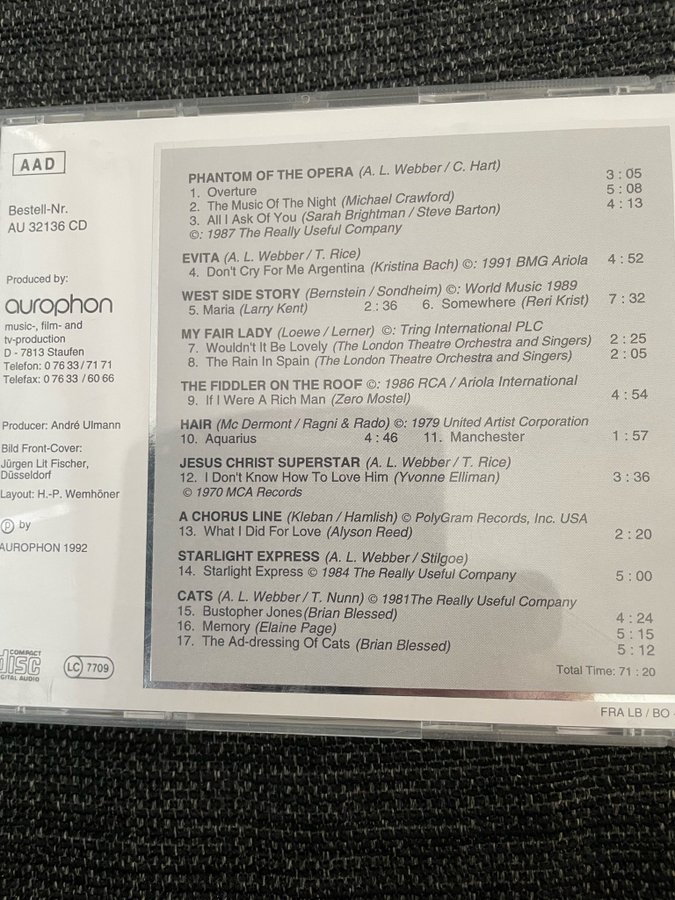 AAD
Bestell-Nr.
AU 32136 CD
Produced by:
aurophon
music-, film- and
tv-production
D - 7813 Staufen
Telefon: 0 76 33 / 71 71
Telefax: 0 76 33 / 60 66
Producer: André Ulmann
Bild Front-Cover:
Jürgen Lit Fischer,
Düsseldorf
Layout: H.-P. Wemhöner
℗ by
AUROPHON 1992
COMPACT
disc
DIGITAL AUDIO
LC 7709
PHANTOM OF THE OPERA (A. L. Webber / C. Hart)
1. Overture 3 : 05
2. The Music Of The Night (Michael Crawford) 5 : 08
3. All I Ask Of You (Sarah Brightman / Steve Barton) 4 : 13
©: 1987 The Really Useful Company
EVITA (A. L. Webber / T. Rice)
4. Don't Cry For Me Argentina (Kristina Bach) ©: 1991 BMG Ariola 4 : 52
WEST SIDE STORY (Bernstein / Sondheim) ©: World Music 1989
5. Maria (Larry Kent) 2 : 36 6. Somewhere (Reri Krist) 7 : 32
MY FAIR LADY (Loewe / Lerner) ©: Tring International PLC
7. Wouldn't It Be Lovely (The London Theatre Orchestra and Singers) 2 : 25
8. The Rain In Spain (The London Theatre Orchestra and Singers) 2 : 05
THE FIDDLER ON THE ROOF ©: 1986 RCA / Ariola International
9. If I Were A Rich Man (Zero Mostel) 4 : 54
HAIR (Mc Dermont / Ragni & Rado) ©: 1979 United Artist Corporation
10. Aquarius 4 : 46 11. Manchester 1 : 57
JESUS CHRIST SUPERSTAR (A. L. Webber / T. Rice)
12. I Don't Know How To Love Him (Yvonne Elliman) 3 : 36
© 1970 MCA Records
A CHORUS LINE (Kleban / Hamlish) © PolyGram Records, Inc. USA
13. What I Did For Love (Alyson Reed) 2 : 20
STARLIGHT EXPRESS (A. L. Webber / Stilgoe)
14. Starlight Express © 1984 The Really Useful Company 5 : 00
CATS (A. L. Webber / T. Nunn) © 1981The Really Useful Company
15. Bustopher Jones(Brian Blessed) 4 : 24
16. Memory (Elaine Page) 5 : 15
17. The Ad-dressing Of Cats (Brian Blessed) 5 : 12
Total Time: 71 : 20
FRA LB / BO